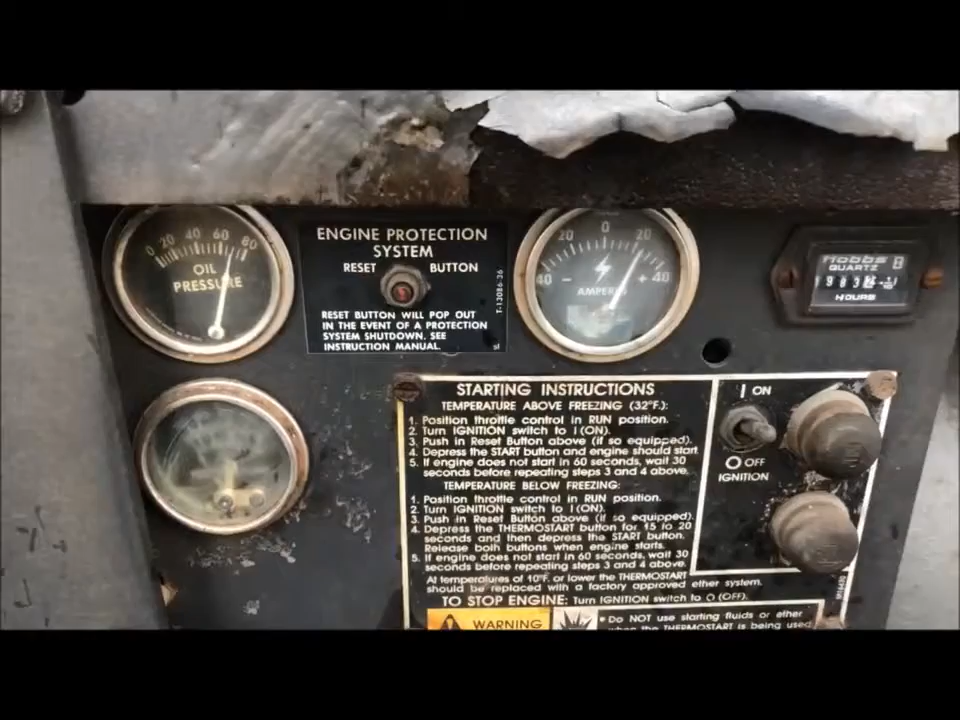 0 20 40 60 80
OIL
PRESSURE
ENGINE PROTECTION
SYSTEM
RESET BUTTON
RESET BUTTON WILL POP OUT
IN THE EVENT OF A PROTECTION
SYSTEM SHUTDOWN. SEE
INSTRUCTION MANUAL.
T-13086-36
40 20 0 20 40
- +
AMPERES
Hobbs
QUARTZ
HOURS
STARTING INSTRUCTIONS
TEMPERATURE ABOVE FREEZING (32°F.):
1. Position throttle control in RUN position.
2. Turn IGNITION switch to I (ON).
3. Push in Reset Button above (if so equipped).
4. Depress the START button and engine should start.
5. If engine does not start in 60 seconds, wait 30
seconds before repeating steps 3 and 4 above.
TEMPERATURE BELOW FREEZING:
1. Position throttle control in RUN position.
2. Turn IGNITION switch to I (ON).
3. Push in Reset Button above (if so equipped).
4. Depress the THERMOSTART button for 15 to 20
seconds and then depress the START button.
Release both buttons when engine starts.
5. If engine does not start in 60 seconds, wait 30
seconds before repeating steps 3 and 4 above.
At temperatures of 10°F. or lower the THERMOSTART
should be replaced with a factory approved ether system.
TO STOP ENGINE: Turn IGNITION switch to O (OFF).
WARNING
• Do NOT use starting fluids or ether
when the THERMOSTART is being used
I ON
O OFF
IGNITION